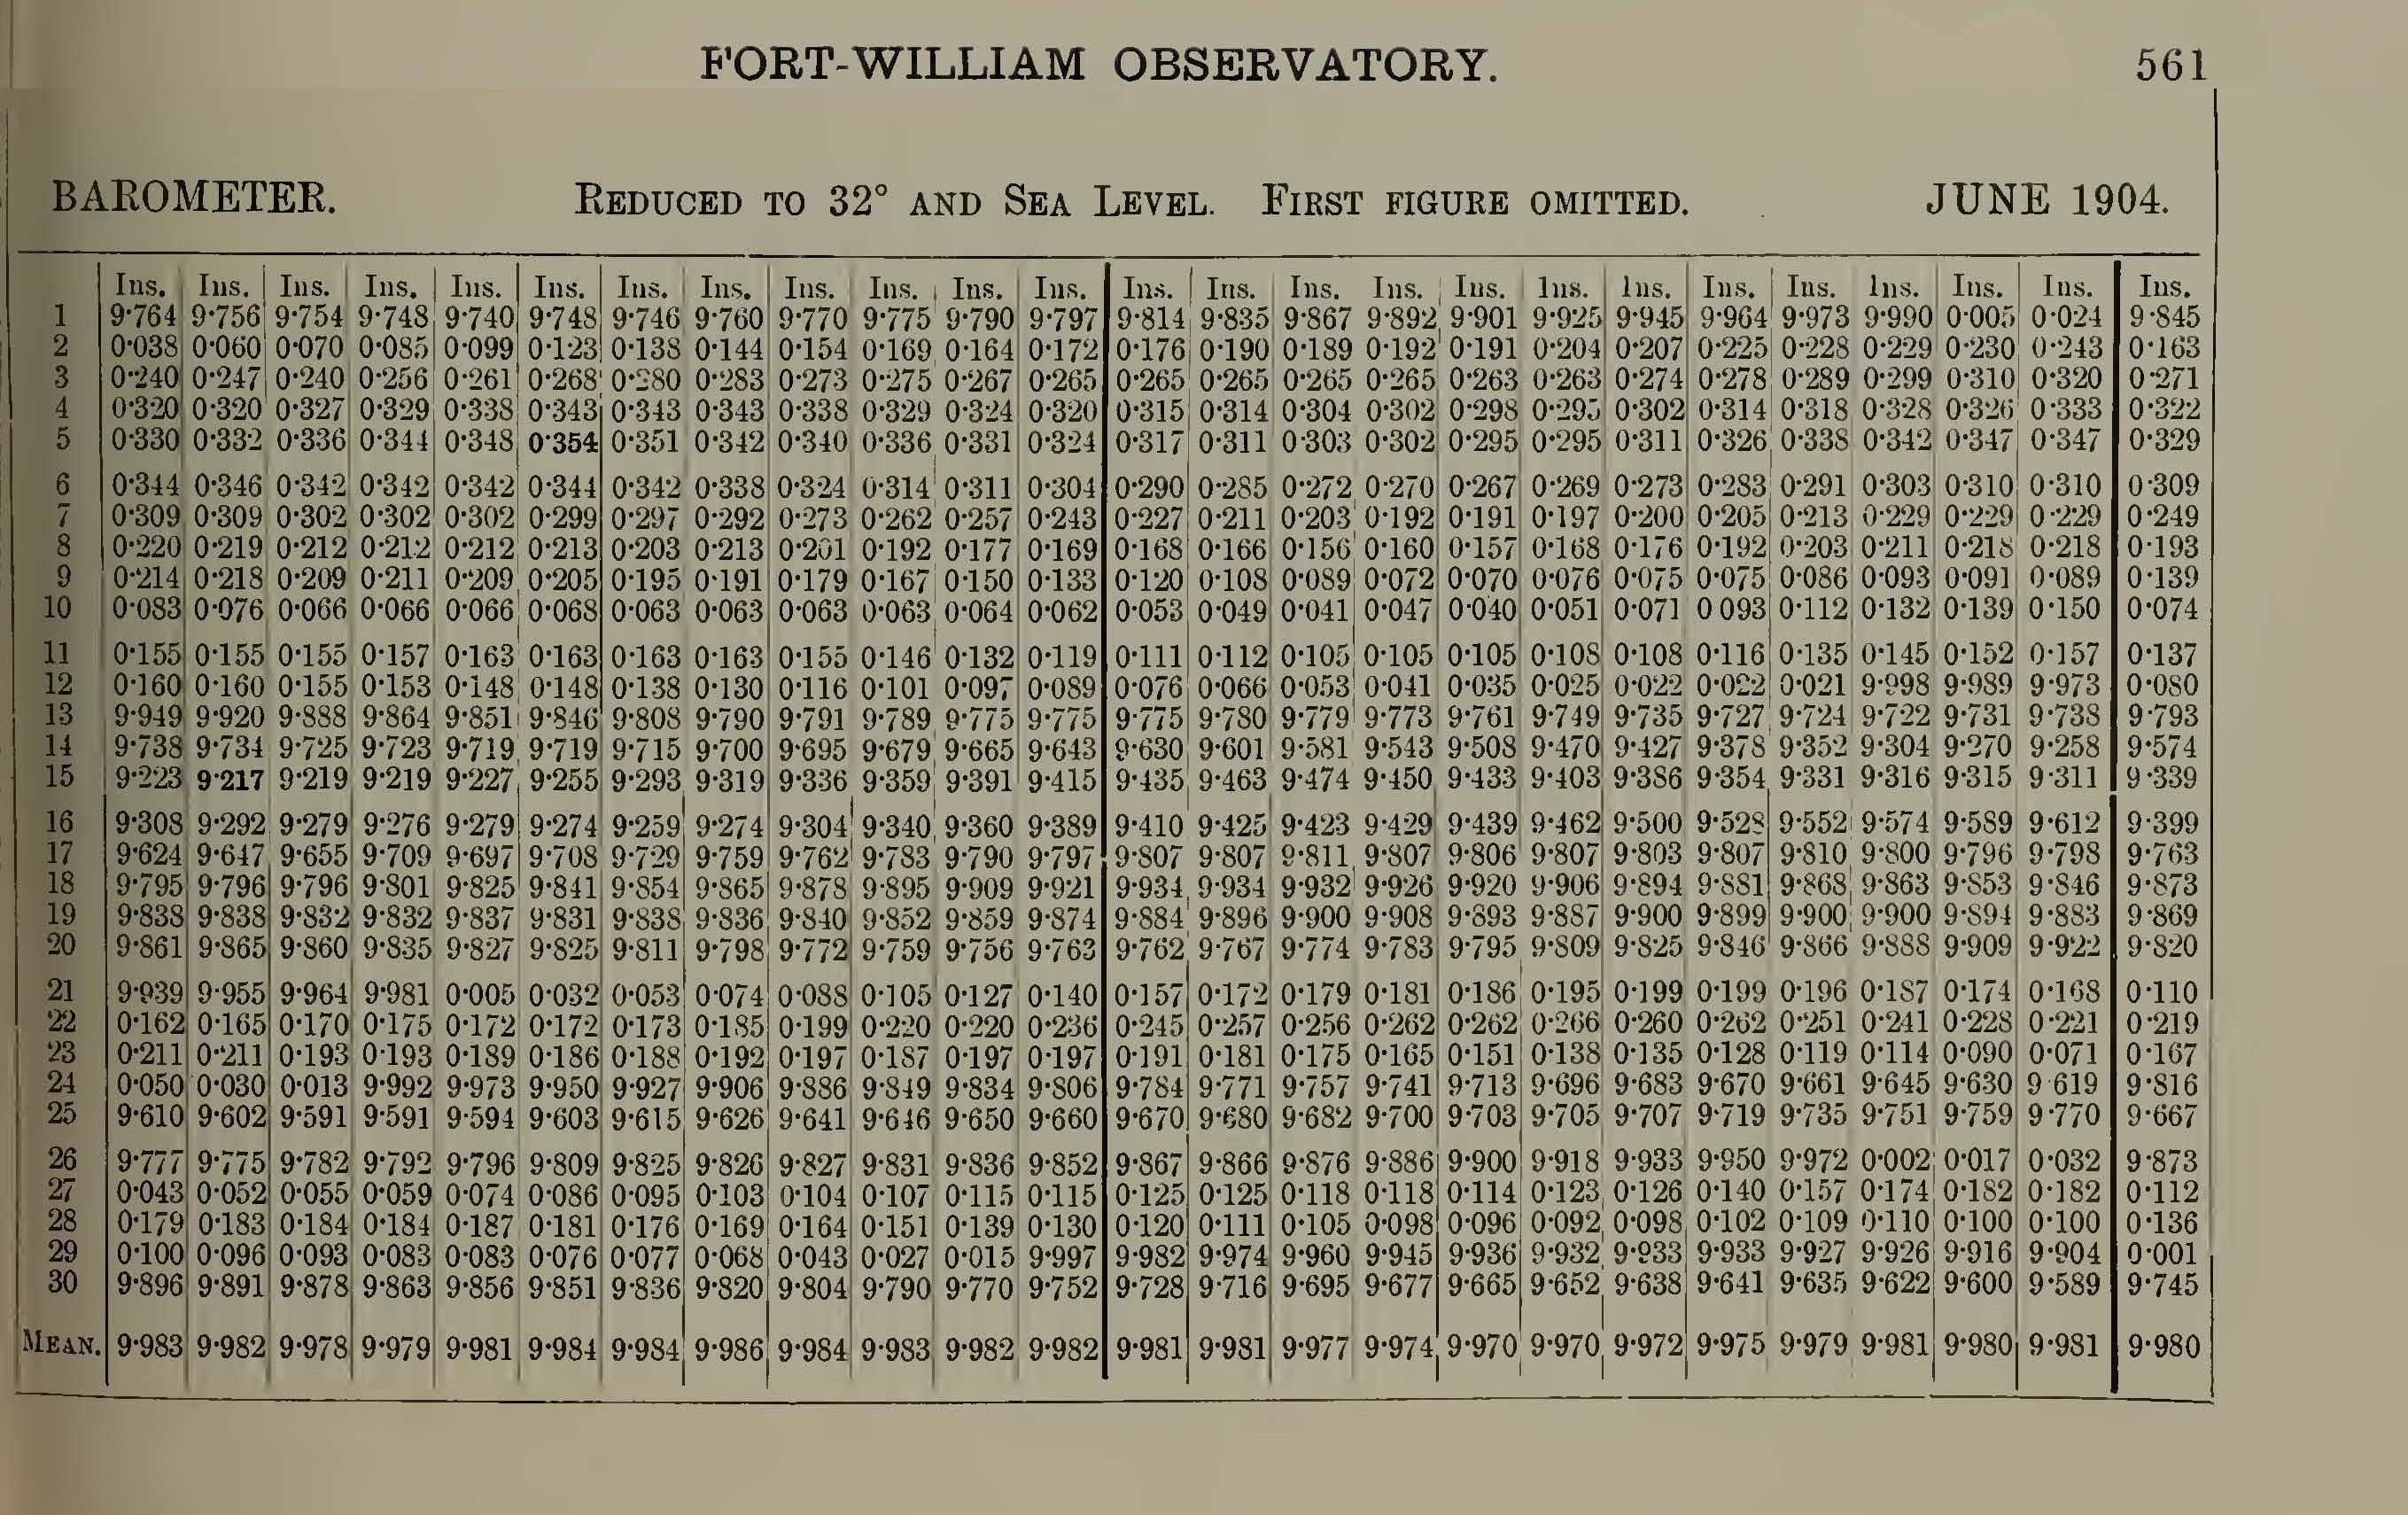 FORT-WILLIAM OBSERVATORY. 561
BAROMETER. REDUCED TO 32° AND SEA LEVEL. FIRST FIGURE OMITTED. JUNE 1904.
Ins. Ins. Ins. Ins. Ins. Ins. Ins. Ins. Ins. Ins. Ins. Ins. Ins. Ins. Ins. Ins. Ins. Ins. Ins. Ins. Ins. Ins. Ins. Ins. Ins.
1 9·764 9·756 9·754 9·748 9·740 9·748 9·746 9·760 9·770 9·775 9·790 9·797 9·814 9·835 9·867 9·892 9·901 9·925 9·945 9·964 9·973 9·990 0·005 0·024 9·845
2 0·038 0·060 0·070 0·085 0·099 0·123 0·138 0·144 0·154 0·169 0·164 0·172 0·176 0·190 0·189 0·192 0·191 0·204 0·207 0·225 0·228 0·229 0·230 0·243 0·163
3 0·240 0·247 0·240 0·256 0·261 0·268 0·280 0·283 0·273 0·275 0·267 0·265 0·265 0·265 0·265 0·265 0·263 0·263 0·274 0·278 0·289 0·299 0·310 0·320 0·271
4 0·320 0·320 0·327 0·329 0·338 0·343 0·343 0·343 0·338 0·329 0·324 0·320 0·315 0·314 0·304 0·302 0·298 0·295 0·302 0·314 0·318 0·328 0·326 0·333 0·322
5 0·330 0·332 0·336 0·344 0·348 0·354 0·351 0·342 0·340 0·336 0·331 0·324 0·317 0·311 0·303 0·302 0·295 0·295 0·311 0·326 0·338 0·342 0·347 0·347 0·329
6 0·344 0·346 0·342 0·342 0·342 0·344 0·342 0·338 0·324 0·314 0·311 0·304 0·290 0·285 0·272 0·270 0·267 0·269 0·273 0·283 0·291 0·303 0·310 0·310 0·309
7 0·309 0·309 0·302 0·302 0·302 0·299 0·297 0·292 0·273 0·262 0·257 0·243 0·227 0·211 0·203 0·192 0·191 0·197 0·200 0·205 0·213 0·229 0·229 0·229 0·249
8 0·220 0·219 0·212 0·212 0·212 0·213 0·203 0·213 0·201 0·192 0·177 0·169 0·168 0·166 0·156 0·160 0·157 0·168 0·176 0·192 0·203 0·211 0·218 0·218 0·193
9 0·214 0·218 0·209 0·211 0·209 0·205 0·195 0·191 0·179 0·167 0·150 0·133 0·120 0·108 0·089 0·072 0·070 0·076 0·075 0·075 0·086 0·093 0·091 0·089 0·139
10 0·083 0·076 0·066 0·066 0·066 0·068 0·063 0·063 0·063 0·063 0·064 0·062 0·053 0·049 0·041 0·047 0·040 0·051 0·071 0 093 0·112 0·132 0·139 0·150 0·074
11 0·155 0·155 0·155 0·157 0·163 0·163 0·163 0·163 0·155 0·146 0·132 0·119 0·111 0·112 0·105 0·105 0·105 0·108 0·108 0·116 0·135 0·145 0·152 0·157 0·137
12 0·160 0·160 0·155 0·153 0·148 0·148 0·138 0·130 0·116 0·101 0·097 0·089 0·076 0·066 0·053 0·041 0·035 0·025 0·022 0·022 0·021 9·998 9·989 9·973 0·080
13 9·949 9·920 9·888 9·864 9·851 9·846 9·808 9·790 9·791 9·789 9·775 9·775 9·775 9·780 9·779 9·773 9·761 9·749 9·735 9·727 9·724 9·722 9·731 9·738 9·793
14 9·738 9·734 9·725 9·723 9·719 9·719 9·715 9·700 9·695 9·679 9·665 9·643 9·630 9·601 9·581 9·543 9·508 9·470 9·427 9·378 9·352 9·304 9·270 9·258 9·574
15 9·223 9·217 9·219 9·219 9·227 9·255 9·293 9·319 9·336 9·359 9·391 9·415 9·435 9·463 9·474 9·450 9·433 9·403 9·386 9·354 9·331 9·316 9·315 9·311 9·339
16 9·308 9·292 9·279 9·276 9·279 9·274 9·259 9·274 9·304 9·340 9·360 9·389 9·410 9·425 9·423 9·429 9·439 9·462 9·500 9·528 9·552 9·574 9·589 9·612 9·399
17 9·624 9·647 9·655 9·709 9·697 9·708 9·729 9·759 9·762 9·783 9·790 9·797 9·807 9·807 9·811 9·807 9·806 9·807 9·803 9·807 9·810 9·800 9·796 9·798 9·763
18 9·795 9·796 9·796 9·801 9·825 9·841 9·854 9·865 9·878 9·895 9·909 9·921 9·934 9·934 9·932 9·926 9·920 9·906 9·894 9·881 9·868 9·863 9·853 9·846 9·873
19 9·838 9·838 9·832 9·832 9·837 9·831 9·838 9·836 9·840 9·852 9·859 9·874 9·884 9·896 9·900 9·908 9·893 9·887 9·900 9·899 9·900 9·900 9·894 9·883 9·869
20 9·861 9·865 9·860 9·835 9·827 9·825 9·811 9·798 9·772 9·759 9·756 9·763 9·762 9·767 9·774 9·783 9·795 9·809 9·825 9·846 9·866 9·888 9·909 9·922 9·820
21 9·939 9·955 9·964 9·981 0·005 0·032 0·053 0·074 0·088 0·105 0·127 0·140 0·157 0·172 0·179 0·181 0·186 0·195 0·199 0·199 0·196 0·187 0·174 0·168 0·110
22 0·162 0·165 0·170 0·175 0·172 0·172 0·173 0·185 0·199 0·220 0·220 0·236 0·245 0·257 0·256 0·262 0·262 0·266 0·260 0·262 0·251 0·241 0·228 0·221 0·219
23 0·211 0·211 0·193 0·193 0·189 0·186 0·188 0·192 0·197 0·187 0·197 0·197 0·191 0·181 0·175 0·165 0·151 0·138 0·135 0·128 0·119 0·114 0·090 0·071 0·167
24 0·050 0·030 0·013 9·992 9·973 9·950 9·927 9·906 9·886 9·849 9·834 9·806 9·784 9·771 9·757 9·741 9·713 9·696 9·683 9·670 9·661 9·645 9·630 9·619 9·816
25 9·610 9·602 9·591 9·591 9·594 9·603 9·615 9·626 9·641 9·646 9·650 9·660 9·670 9·680 9·682 9·700 9·703 9·705 9·707 9·719 9·735 9·751 9·759 9·770 9·667
26 9·777 9·775 9·782 9·792 9·796 9·809 9·825 9·826 9·827 9·831 9·836 9·852 9·867 9·866 9·876 9·886 9·900 9·918 9·933 9·950 9·972 0·002 0·017 0·032 9·873
27 0·043 0·052 0·055 0·059 0·074 0·086 0·095 0·103 0·104 0·107 0·115 0·115 0·125 0·125 0·118 0·118 0·114 0·123 0·126 0·140 0·157 0·174 0·182 0·182 0·112
28 0·179 0·183 0·184 0·184 0·187 0·181 0·176 0·169 0·164 0·151 0·139 0·130 0·120 0·111 0·105 0·098 0·096 0·092 0·098 0·102 0·109 0·110 0·100 0·100 0·136
29 0·100 0·096 0·093 0·083 0·083 0·076 0·077 0·068 0·043 0·027 0·015 9·997 9·982 9·974 9·960 9·945 9·936 9·932 9·933 9·933 9·927 9·926 9·916 9·904 0·001
30 9·896 9·891 9·878 9·863 9·856 9·851 9·836 9·820 9·804 9·790 9·770 9·752 9·728 9·716 9·695 9·677 9·665 9·652 9·638 9·641 9·635 9·622 9·600 9·589 9·745
MEAN. 9·983 9·982 9·978 9·979 9·981 9·984 9·984 9·986 9·984 9·983 9·982 9·982 9·981 9·981 9·977 9·974 9·970 9·970 9·972 9·975 9·979 9·981 9·980 9·981 9·980